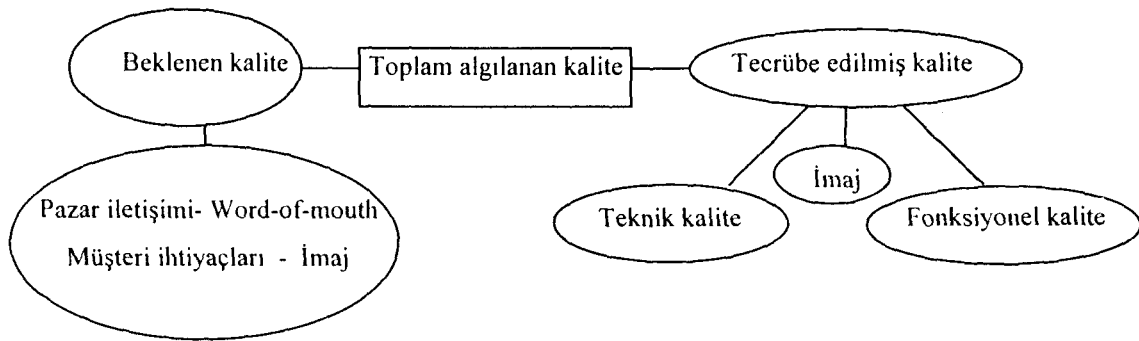 Beklenen kalite
Toplam algılanan kalite
Tecrübe edilmiş kalite
Pazar iletişimi- Word-of-mouth
Müşteri ihtiyaçları - İmaj
İmaj
Teknik kalite
Fonksiyonel kalite